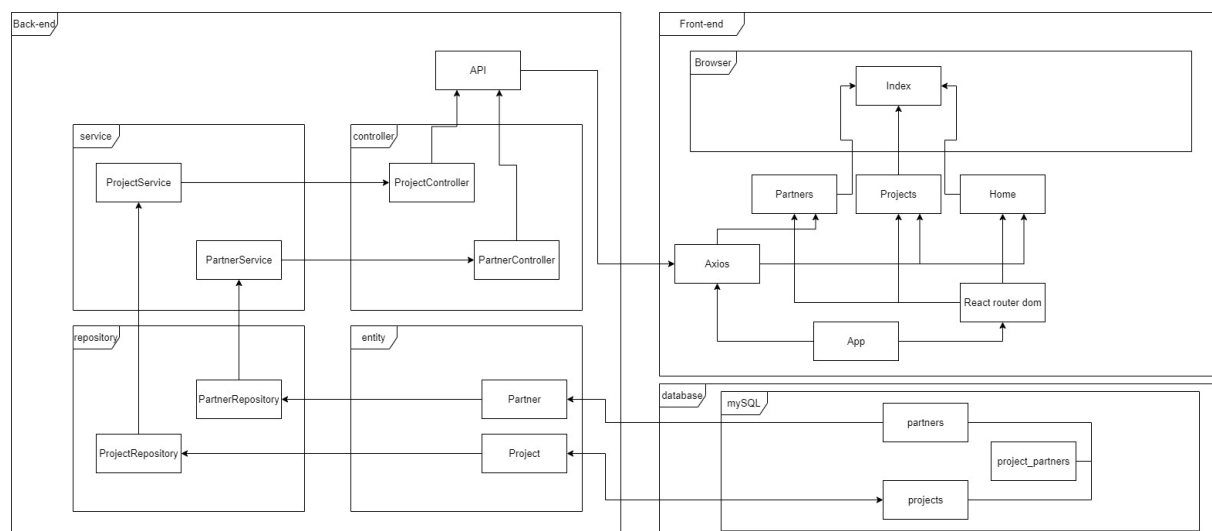 Back-end
API
service
ProjectService
PartnerService
controller
ProjectController
PartnerController
repository
PartnerRepository
ProjectRepository
entity
Partner
Project
Front-end
Browser
Index
Partners
Projects
Home
Axios
React router dom
App
database
mySQL
partners
project_partners
projects